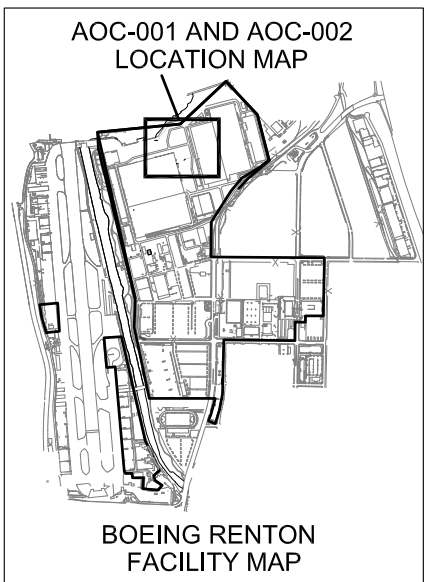 AOC-001 AND AOC-002
LOCATION MAP
BOEING RENTON
FACILITY MAP